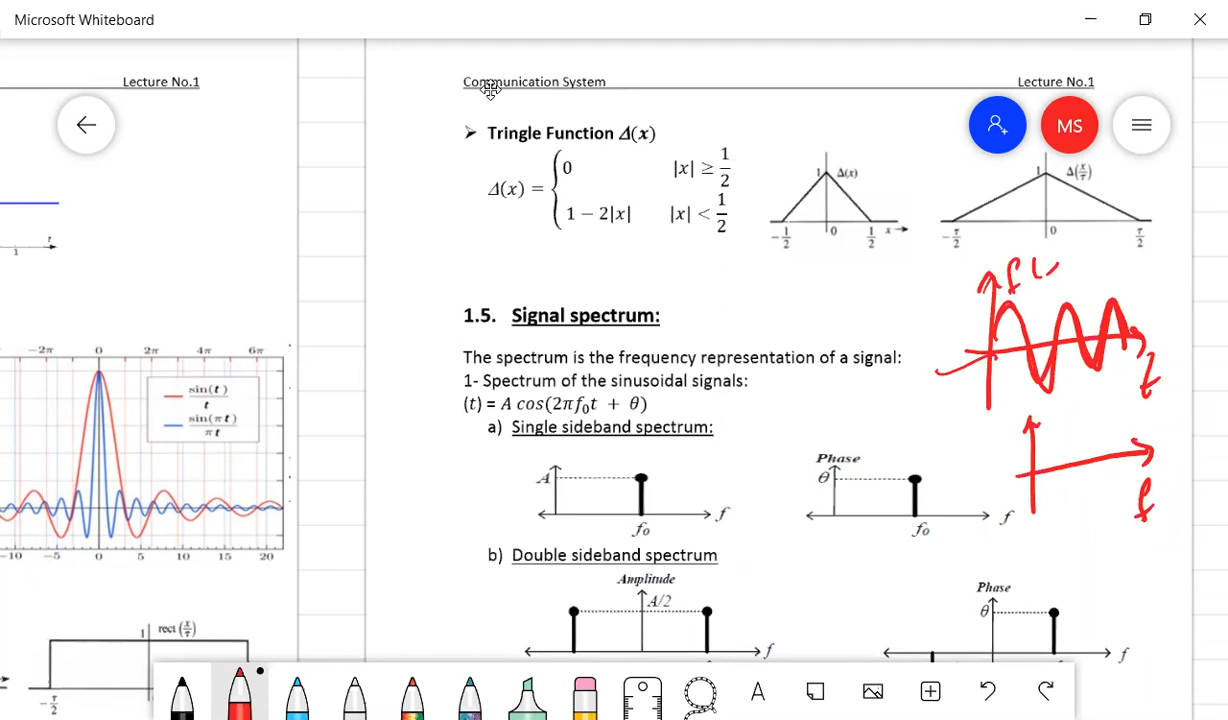 Microsoft Whiteboard
Lecture No.1
Communication System
Lecture No.1
MS
➤ Tringle Function Δ(x)
Δ(x) = { 0 |x| ≥ 1/2
1 − 2|x| |x| < 1/2
1 Δ(x)
−1/2 0 1/2 x
1 Δ(x/τ)
−τ/2 0 τ/2
t
1
f(
t
1.5. Signal spectrum:
The spectrum is the frequency representation of a signal:
1- Spectrum of the sinusoidal signals:
(t) = A cos(2πf₀t + θ)
a) Single sideband spectrum:
A
f
fo
Phase
θ
f
fo
f
−2π 0 2π 4π 6π
sin(t)/t
sin(πt)/πt
−10 −5 0 5 10 15 20
b) Double sideband spectrum
Amplitude
A/2
f
Phase
θ
f
1 rect(x/τ)
−τ/2
A